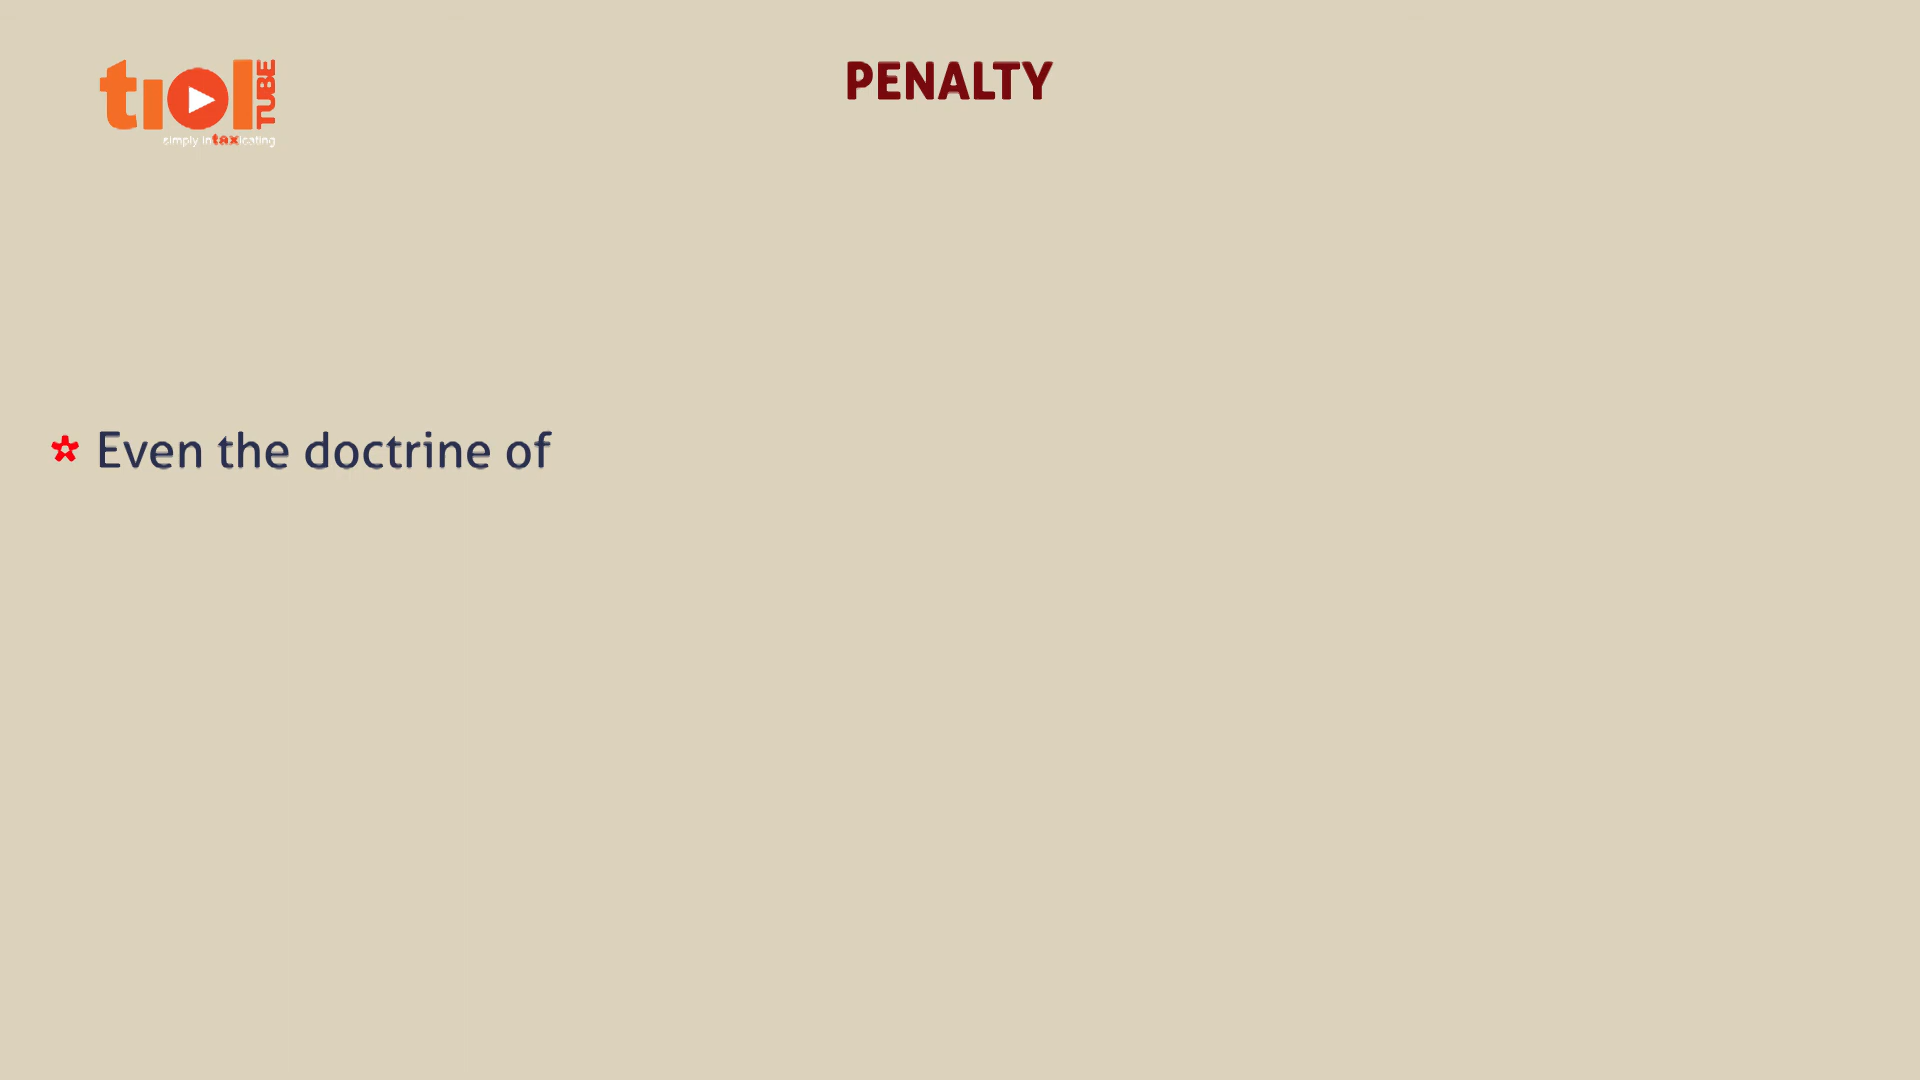 PENALTY
tiol TUBE
simply intaxicating
* Even the doctrine of